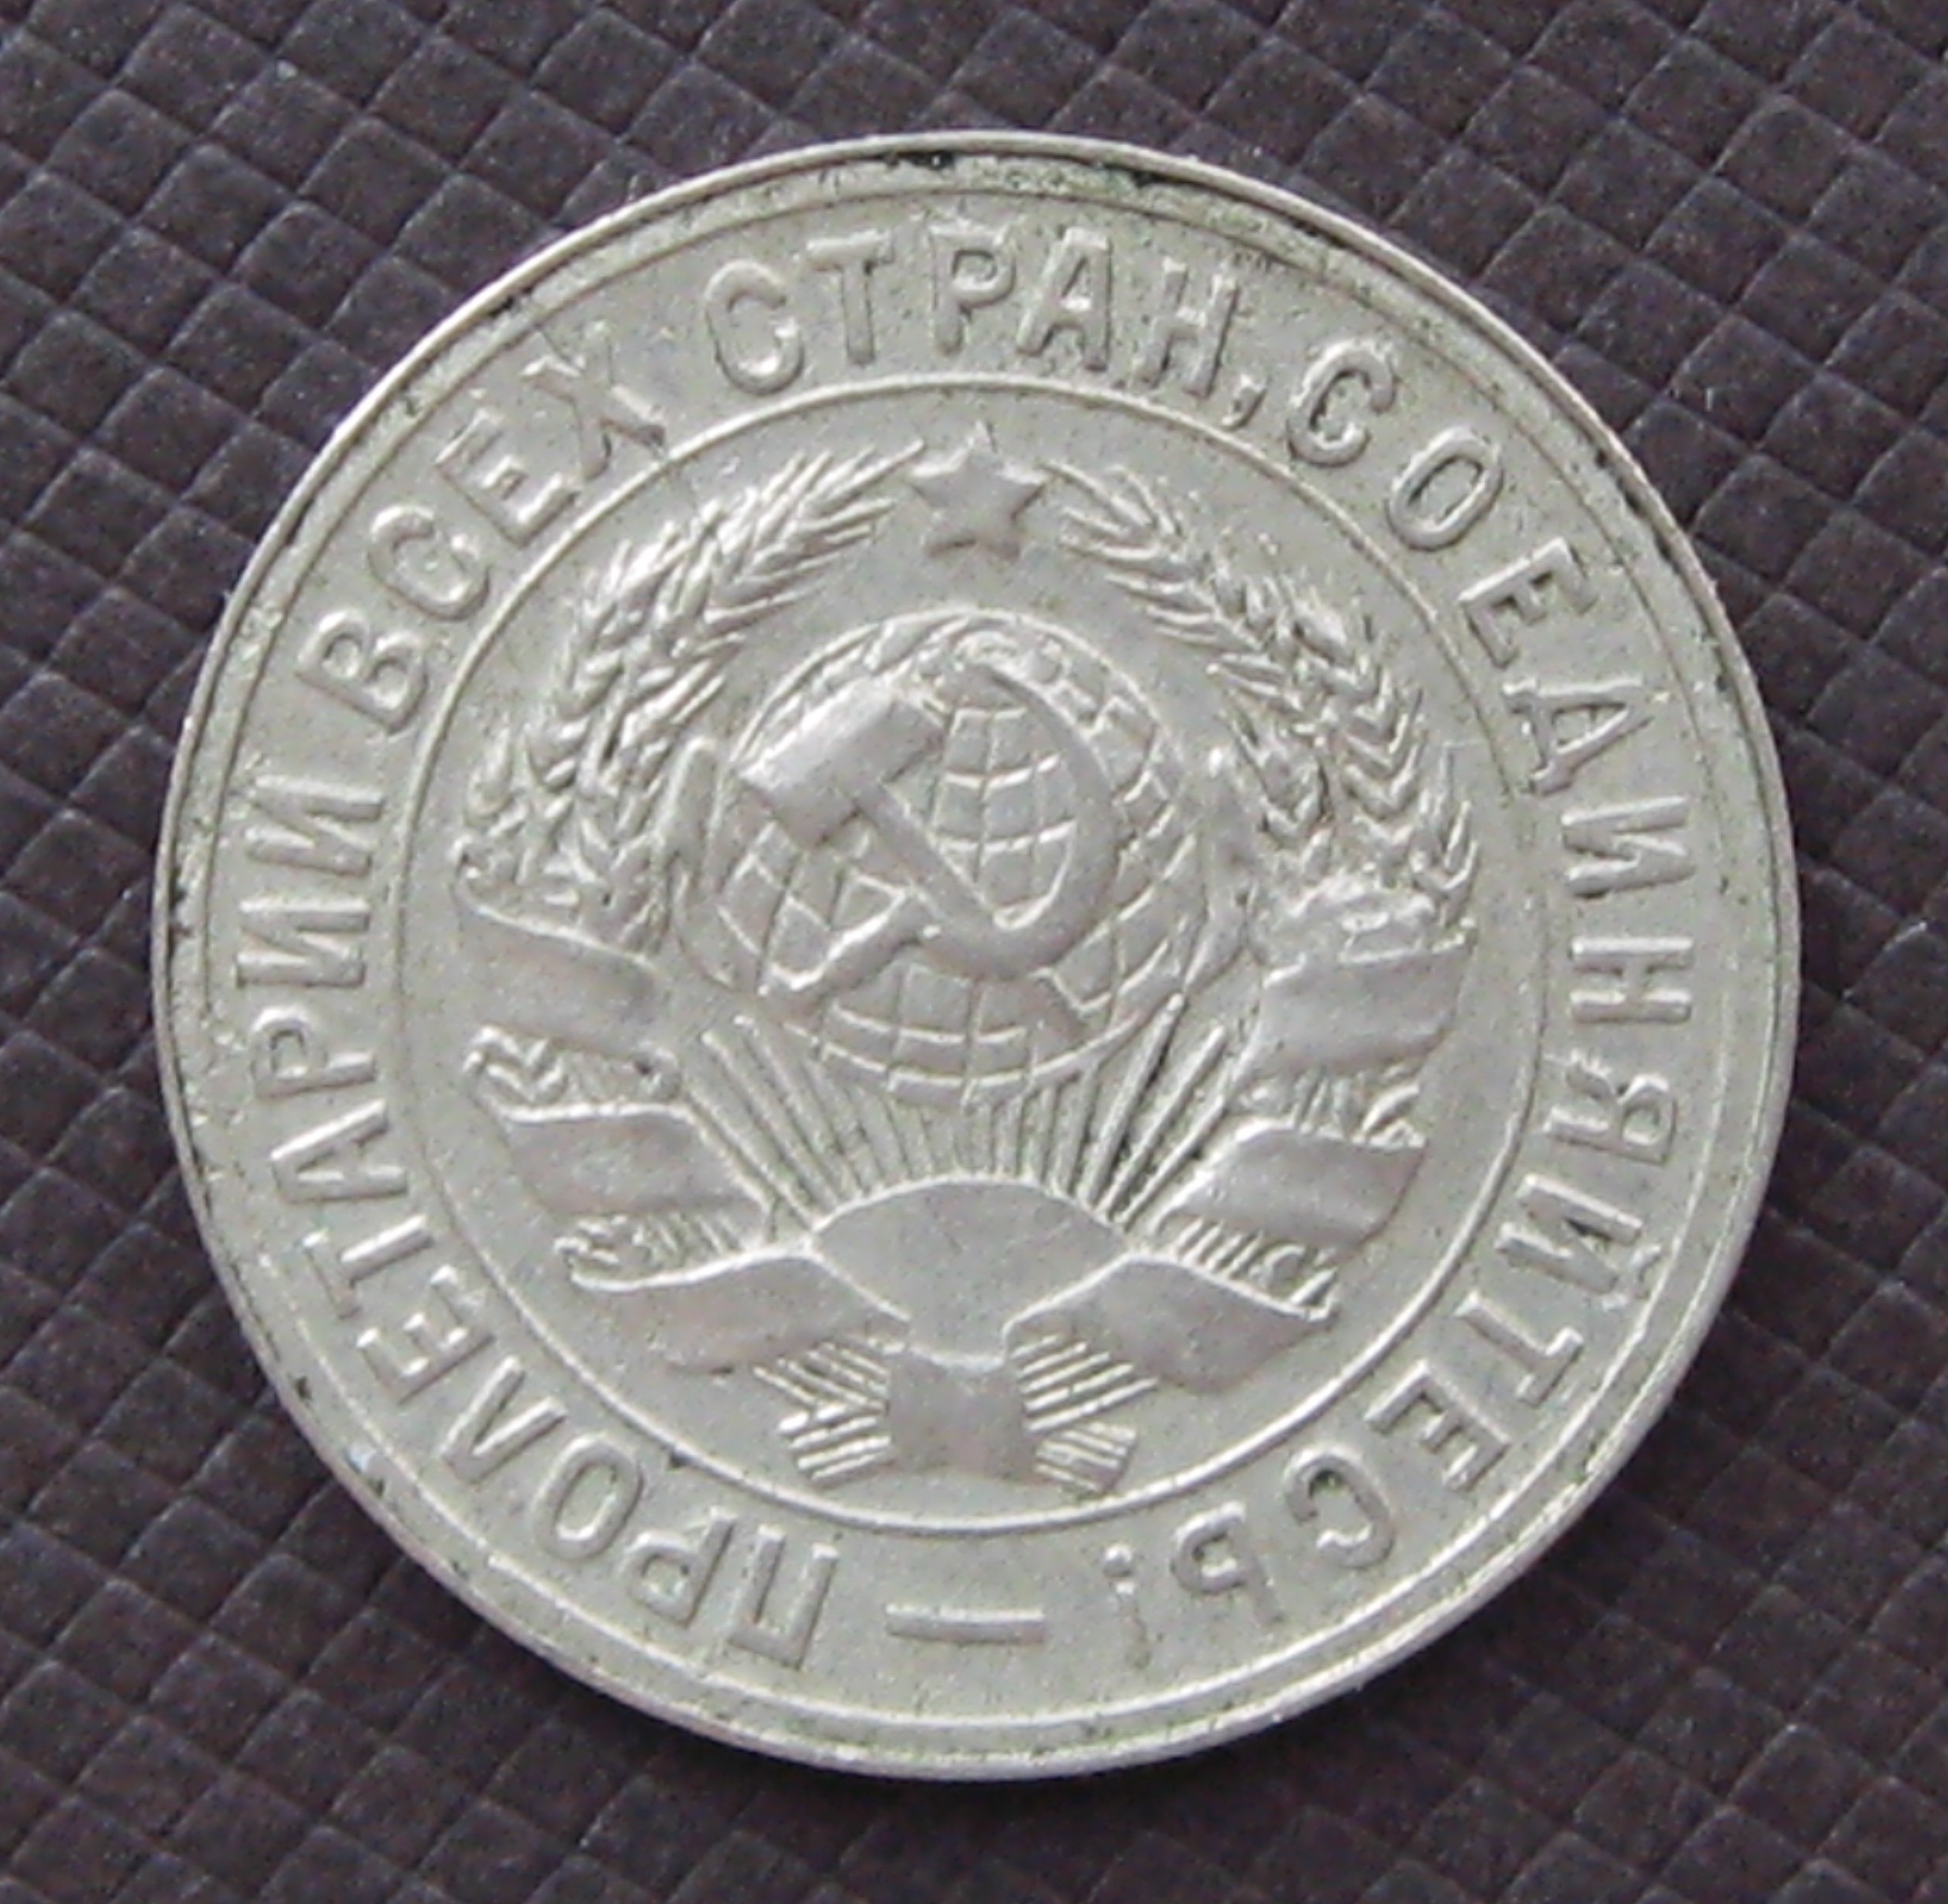 ПРОЛЕТАРИИ ВСЕХ СТРАН, СОЕДИНЯЙТЕСЬ! —